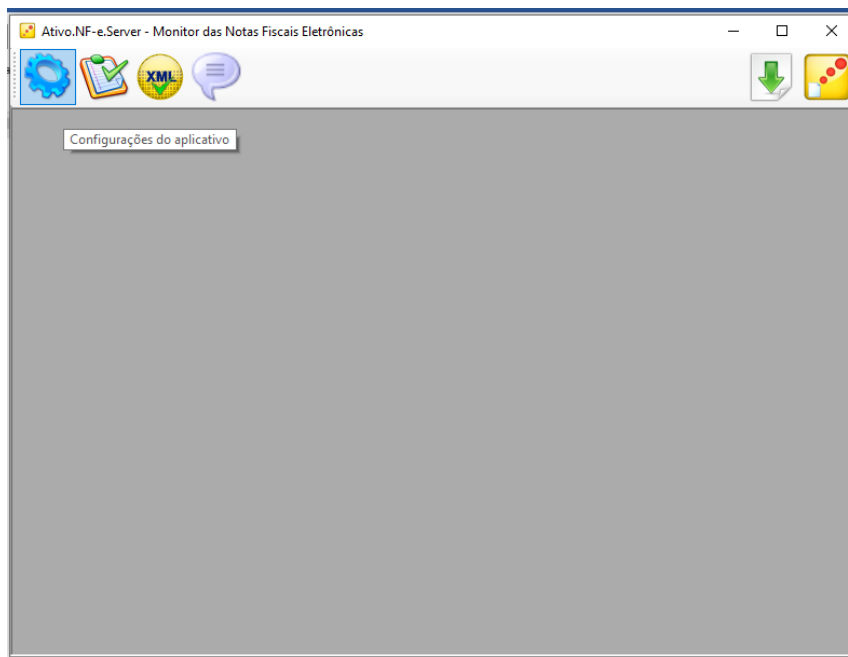 Ativo.NF-e.Server - Monitor das Notas Fiscais Eletrônicas
XML
Configurações do aplicativo